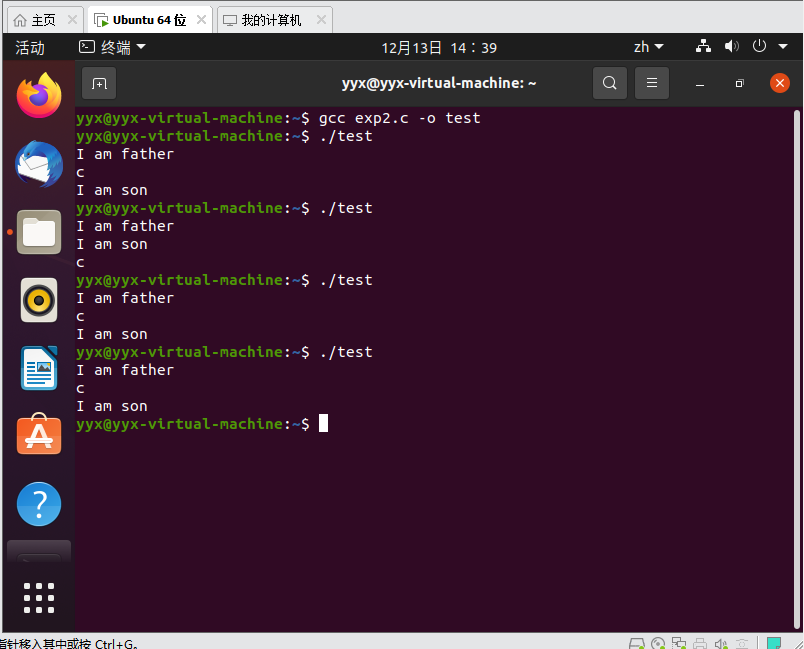 主页 Ubuntu 64 位 我的计算机
活动 终端 12月13日 14：39 zh
yyx@yyx-virtual-machine: ~
yyx@yyx-virtual-machine:~$ gcc exp2.c -o test
yyx@yyx-virtual-machine:~$ ./test
I am father
c
I am son
yyx@yyx-virtual-machine:~$ ./test
I am father
I am son
c
yyx@yyx-virtual-machine:~$ ./test
I am father
c
I am son
yyx@yyx-virtual-machine:~$ ./test
I am father
c
I am son
yyx@yyx-virtual-machine:~$
指针移入其中或按 Ctrl+G。